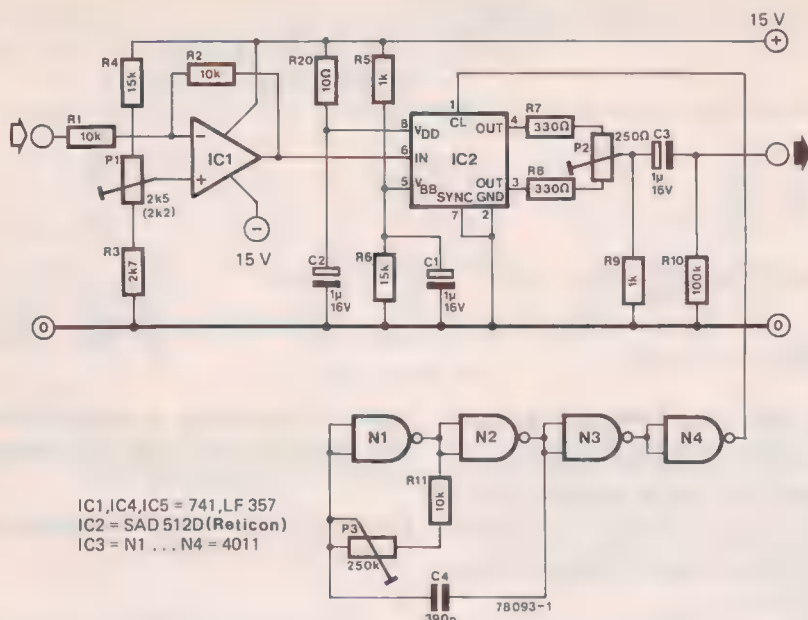 15 V
+
R4
15k
R2
10k
R20
10Ω
R5
1k
R1
10k
P1
2k5
(2k2)
−
+
IC1
−
15 V
R3
2k7
C2
1µ
16V
R6
15k
C1
1µ
16V
1
CL
OUT
4
8
VDD
6
IN
IC2
5
VBB
SYNC
7
OUT
GND
3
2
R7
330Ω
R8
330Ω
250Ω
P2
C3
1µ
16V
R9
1k
R10
100k
0
0
N1
N2
N3
N4
R11
10k
P3
250k
C4
78093-1
IC1,IC4,IC5 = 741,LF 357
IC2 = SAD 512D(Reticon)
IC3 = N1 ... N4 = 4011